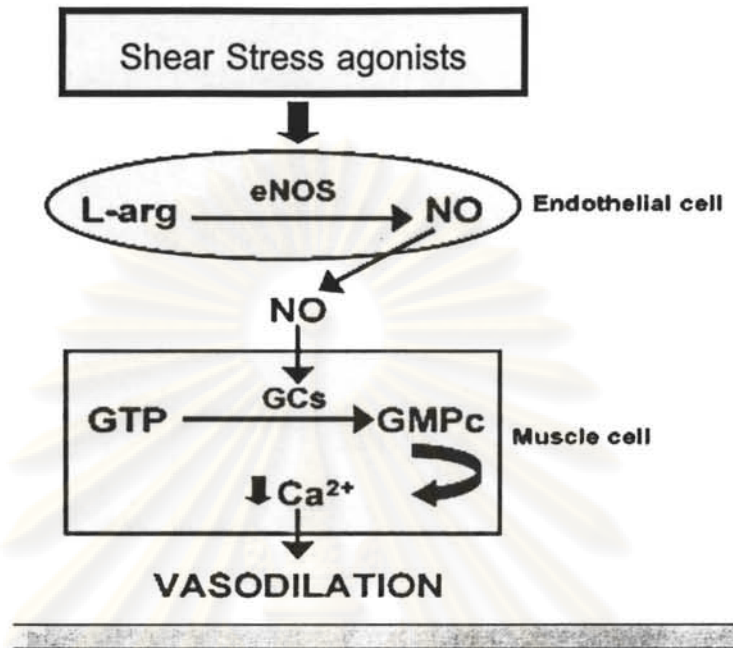 Shear Stress agonists
eNOS
L-arg NO Endothelial cell
NO
GCs
GTP GMPc
Muscle cell
Ca²⁺
VASODILATION